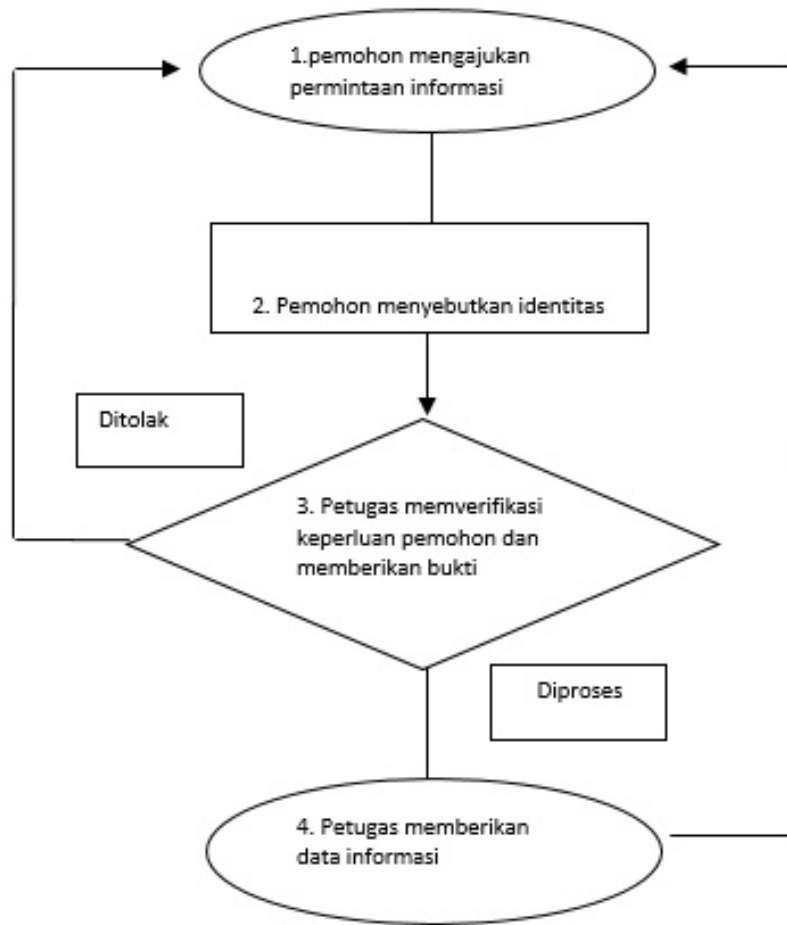 1.pemohon mengajukan
permintaan informasi
2. Pemohon menyebutkan identitas
Ditolak
3. Petugas memverifikasi
keperluan pemohon dan
memberikan bukti
Diproses
4. Petugas memberikan
data informasi